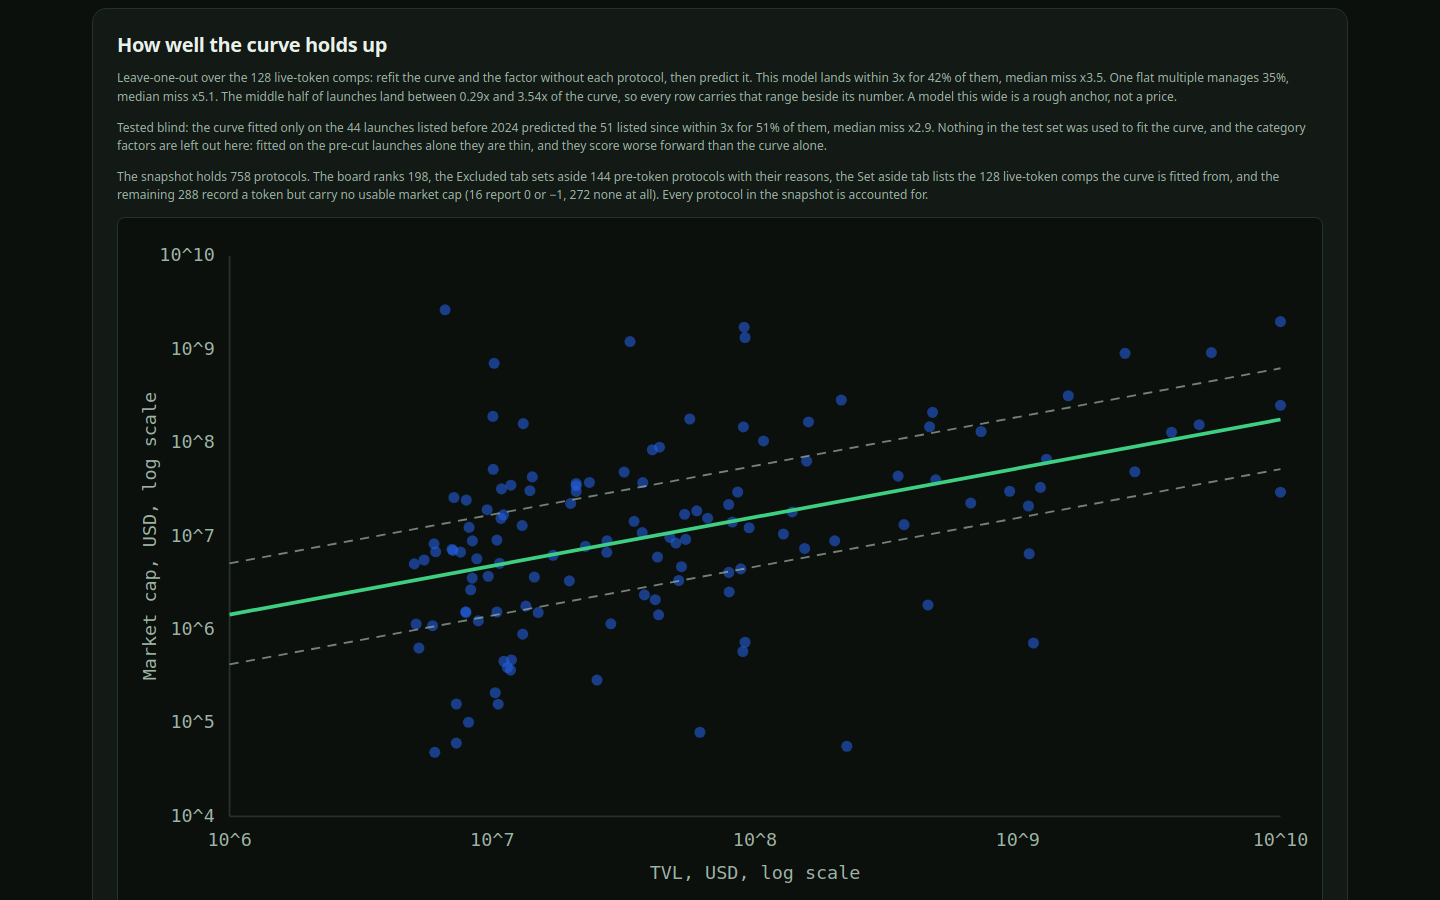 How well the curve holds up
Leave-one-out over the 128 live-token comps: refit the curve and the factor without each protocol, then predict it. This model lands within 3x for 42% of them, median miss x3.5. One flat multiple manages 35%,
median miss x5.1. The middle half of launches land between 0.29x and 3.54x of the curve, so every row carries that range beside its number. A model this wide is a rough anchor, not a price.
Tested blind: the curve fitted only on the 44 launches listed before 2024 predicted the 51 listed since within 3x for 51% of them, median miss x2.9. Nothing in the test set was used to fit the curve, and the category
factors are left out here: fitted on the pre-cut launches alone they are thin, and they score worse forward than the curve alone.
The snapshot holds 758 protocols. The board ranks 198, the Excluded tab sets aside 144 pre-token protocols with their reasons, the Set aside tab lists the 128 live-token comps the curve is fitted from, and the
remaining 288 record a token but carry no usable market cap (16 report 0 or −1, 272 none at all). Every protocol in the snapshot is accounted for.
10^10
10^9
10^8
10^7
10^6
10^5
10^4
Market cap, USD, log scale
10^6
10^7
10^8
10^9
10^10
TVL, USD, log scale